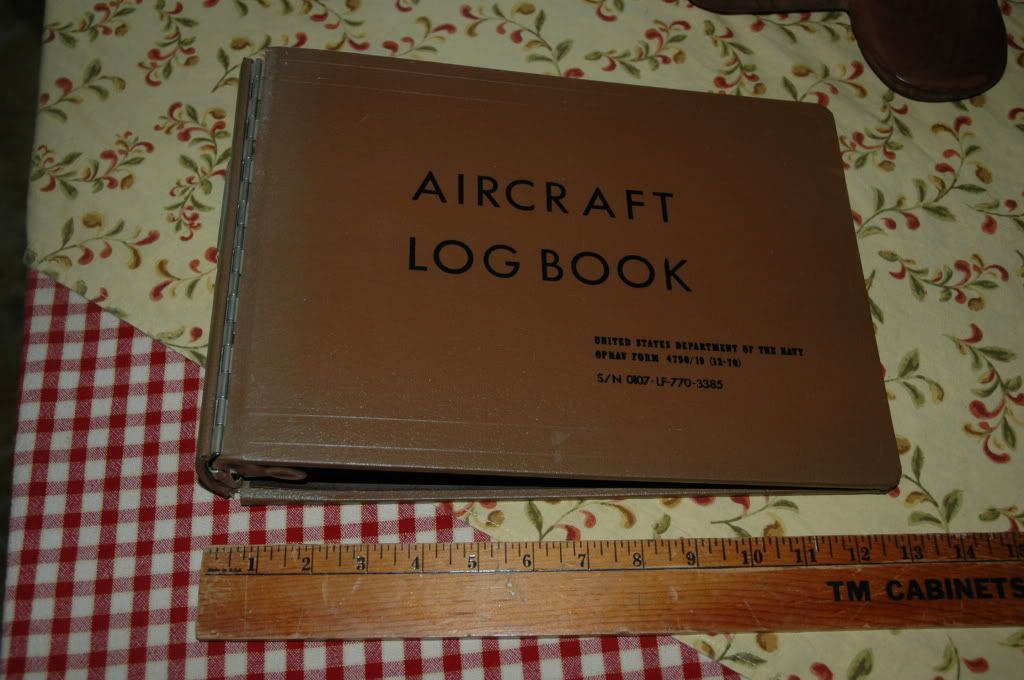 AIRCRAFT
LOG BOOK
UNITED STATES DEPARTMENT OF THE NAVY
OPNAV FORM 4790/19 (12-70)
S/N 0107-LF-770-3385
1 2 3 4 5 6 7 8 9 10 11 12 13 14 15
TM CABINETS